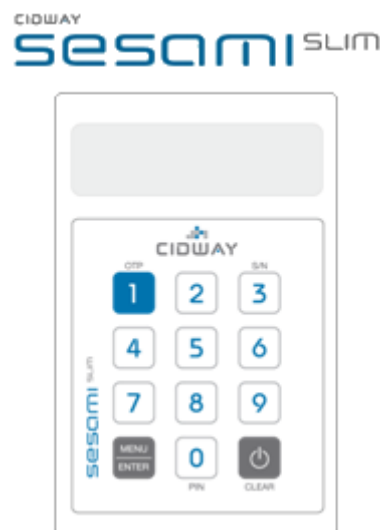 CIDWAY
sesami SLIM
CIDWAY
OTP S/N
1 2 3
4 5 6
7 8 9
sesami SLIM
MENU ENTER 0
PIN CLEAR